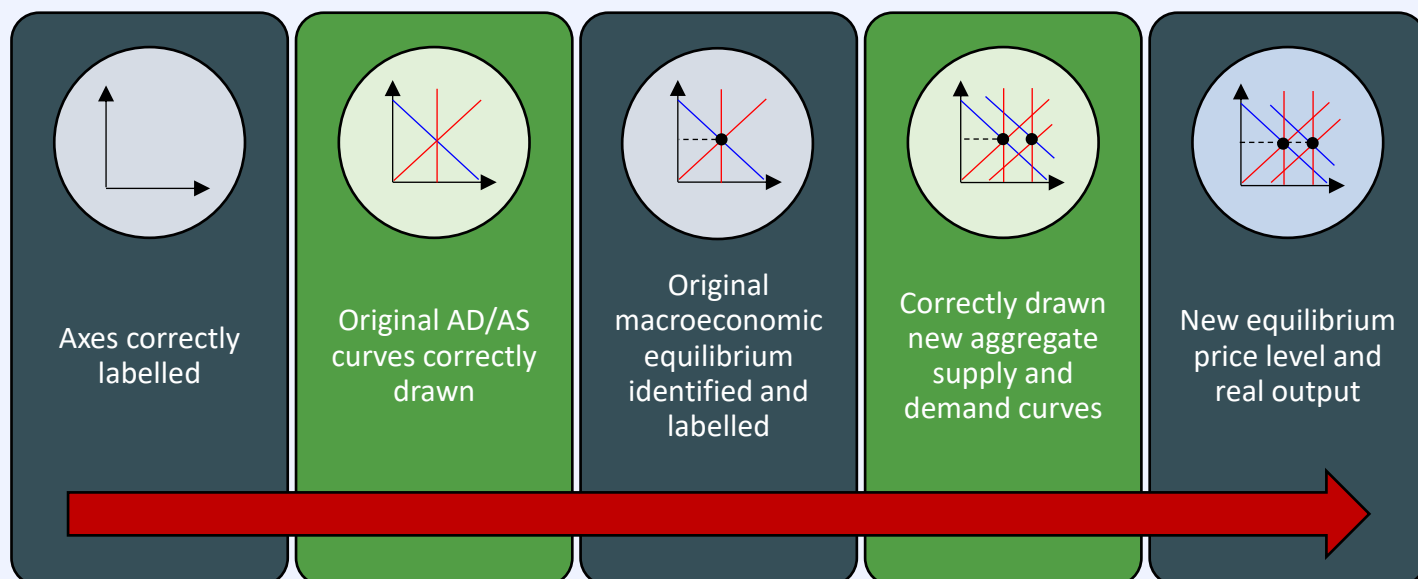 Axes correctly
labelled
Original AD/AS
curves correctly
drawn
Original
macroeconomic
equilibrium
identified and
labelled
Correctly drawn
new aggregate
supply and
demand curves
New equilibrium
price level and
real output